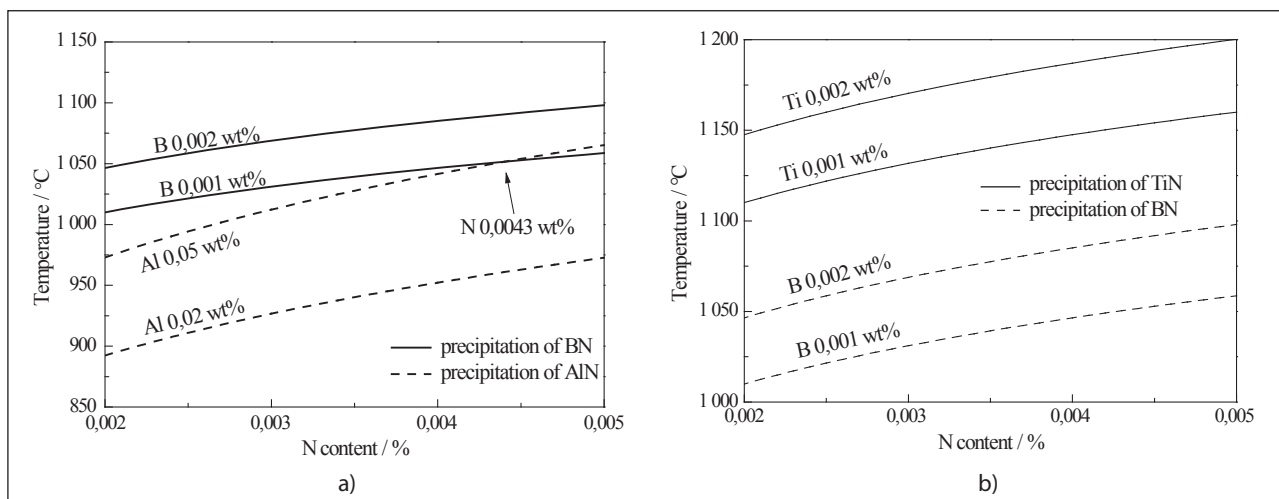 1 150
1 100
1 050
1 000
950
900
850
Temperature / °C
B 0,002 wt%
B 0,001 wt%
Al 0,05 wt%
Al 0,02 wt%
N 0,0043 wt%
precipitation of BN
precipitation of AlN
0,002
0,003
0,004
0,005
N content / %
a)
1 200
1 150
1 100
1 050
1 000
Temperature / °C
Ti 0,002 wt%
Ti 0,001 wt%
precipitation of TiN
precipitation of BN
B 0,002 wt%
B 0,001 wt%
0,002
0,003
0,004
0,005
N content / %
b)